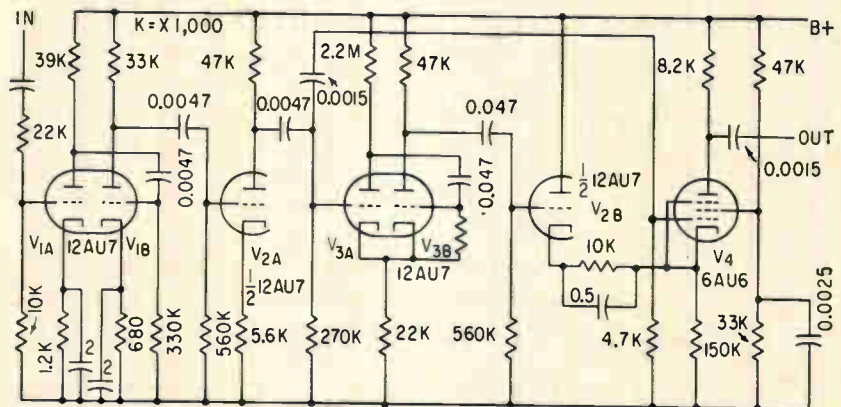 IN
K = X 1,000
B+
39K
33K
47K
2.2M
47K
8.2K
47K
0.0015
0.0047
0.0047
0.047
OUT
0.0015
22K
0.0047
.047
1/2 12AU7
V1A
12AU7
V1B
V2A
1/2 12AU7
V3A
V3B
12AU7
V2B
10K
V4
6AU6
0.5
10K
1.2K
2
2
680
330K
560K
5.6K
270K
22K
560K
4.7K
150K
33K
0.0025